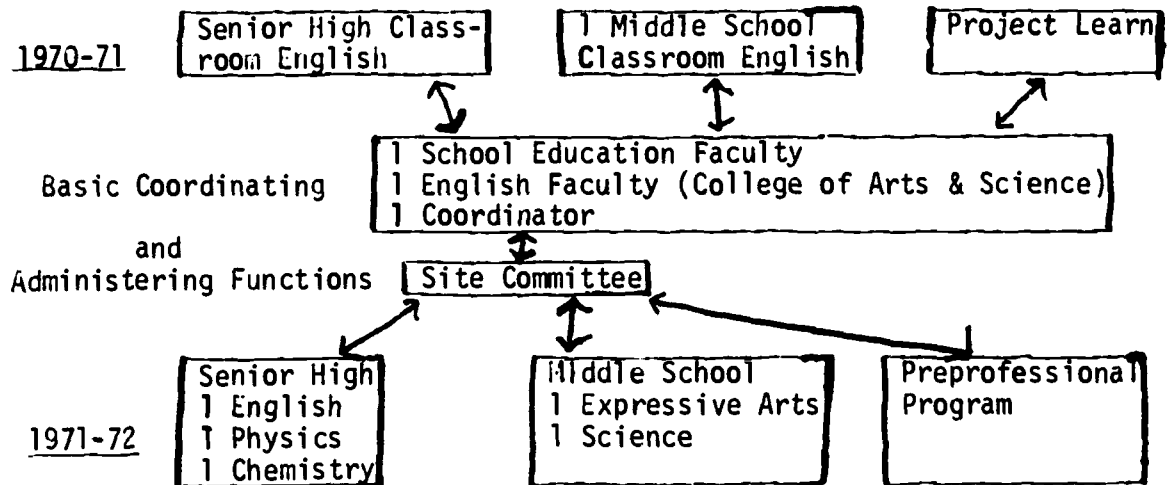 1970-71
Senior High Class-
room English
1 Middle School
Classroom English
Project Learn
1 School Education Faculty
1 English Faculty (College of Arts & Science)
1 Coordinator
Basic Coordinating
and
Administering Functions
Site Committee
1971-72
Senior High
1 English
1 Physics
1 Chemistry
Middle School
1 Expressive Arts
1 Science
Preprofessional
Program